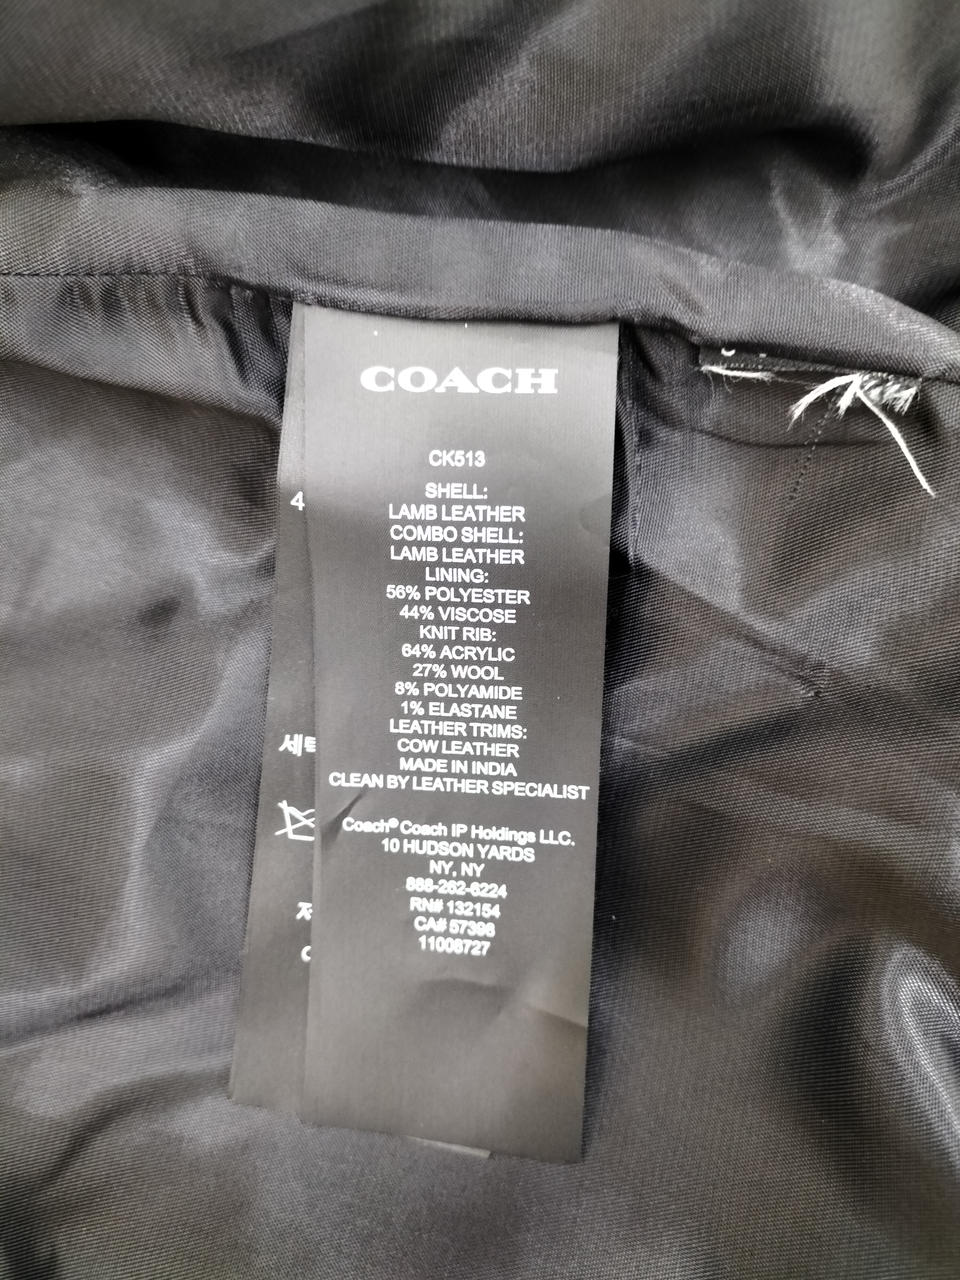 COACH
CK513
SHELL:
LAMB LEATHER
COMBO SHELL:
LAMB LEATHER
LINING:
56% POLYESTER
44% VISCOSE
KNIT RIB:
64% ACRYLIC
27% WOOL
8% POLYAMIDE
1% ELASTANE
LEATHER TRIMS:
COW LEATHER
MADE IN INDIA
CLEAN BY LEATHER SPECIALIST
Coach® Coach IP Holdings LLC.
10 HUDSON YARDS
NY, NY
888-262-6224
RN# 132154
CA# 57396
11008727
4